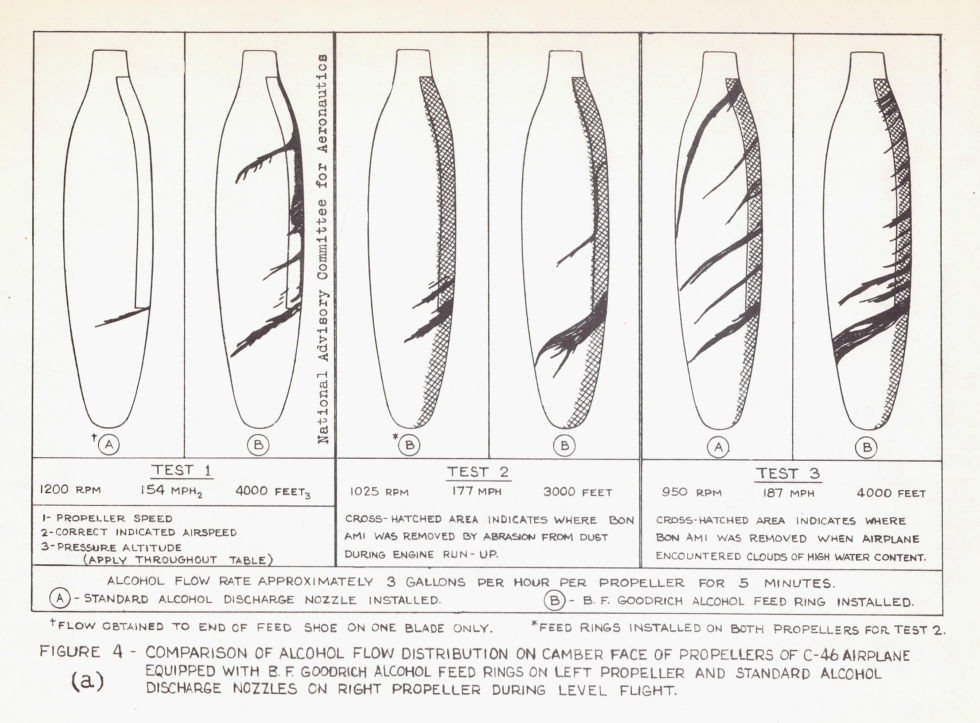 National Advisory Committee for Aeronautics
†Ⓐ
Ⓑ
*Ⓑ
Ⓑ
Ⓐ
Ⓑ
TEST 1
1200 RPM 154 MPH₂ 4000 FEET₃
1- PROPELLER SPEED
2- CORRECT INDICATED AIRSPEED
3- PRESSURE ALTITUDE
(APPLY THROUGHOUT TABLE)
TEST 2
1025 RPM 177 MPH 3000 FEET
CROSS-HATCHED AREA INDICATES WHERE BON
AMI WAS REMOVED BY ABRASION FROM DUST
DURING ENGINE RUN-UP.
TEST 3
950 RPM 187 MPH 4000 FEET
CROSS-HATCHED AREA INDICATES WHERE
BON AMI WAS REMOVED WHEN AIRPLANE
ENCOUNTERED CLOUDS OF HIGH WATER CONTENT.
ALCOHOL FLOW RATE APPROXIMATELY 3 GALLONS PER HOUR PER PROPELLER FOR 5 MINUTES.
Ⓐ - STANDARD ALCOHOL DISCHARGE NOZZLE INSTALLED. Ⓑ - B.F. GOODRICH ALCOHOL FEED RING INSTALLED.
†FLOW OBTAINED TO END OF FEED SHOE ON ONE BLADE ONLY. *FEED RINGS INSTALLED ON BOTH PROPELLERS FOR TEST 2.
FIGURE 4 - COMPARISON OF ALCOHOL FLOW DISTRIBUTION ON CAMBER FACE OF PROPELLERS OF C-46 AIRPLANE
(a) EQUIPPED WITH B.F. GOODRICH ALCOHOL FEED RINGS ON LEFT PROPELLER AND STANDARD ALCOHOL
DISCHARGE NOZZLES ON RIGHT PROPELLER DURING LEVEL FLIGHT.